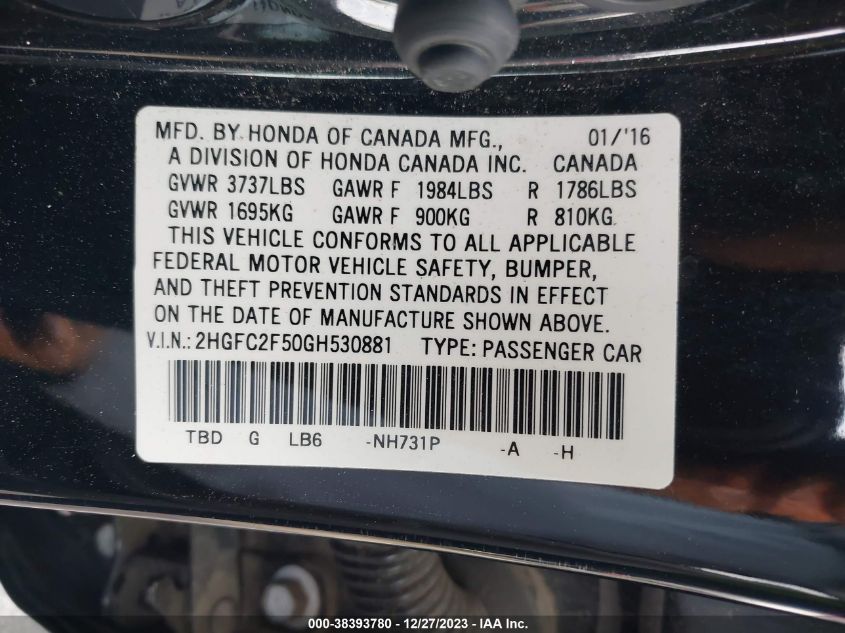 MFD. BY HONDA OF CANADA MFG., 01/'16
A DIVISION OF HONDA CANADA INC. CANADA
GVWR 3737LBS GAWR F 1984LBS R 1786LBS
GVWR 1695KG GAWR F 900KG R 810KG
THIS VEHICLE CONFORMS TO ALL APPLICABLE
FEDERAL MOTOR VEHICLE SAFETY, BUMPER,
AND THEFT PREVENTION STANDARDS IN EFFECT
ON THE DATE OF MANUFACTURE SHOWN ABOVE.
V.I.N.: 2HGFC2F50GH530881 TYPE: PASSENGER CAR
TBD G LB6 -NH731P -A -H
000-38393780 - 12/27/2023 - IAA Inc.